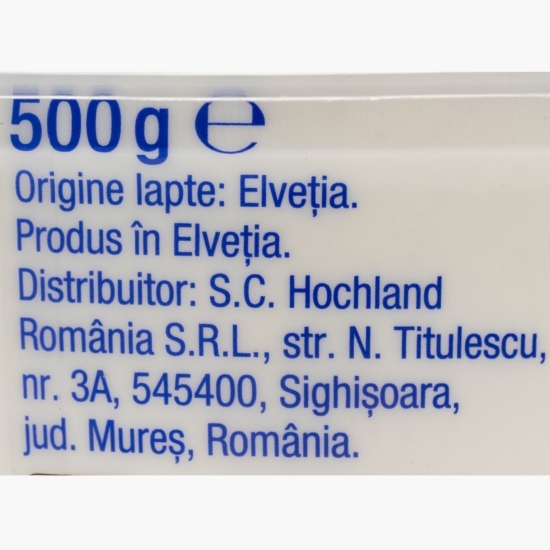 500 g ℮
Origine lapte: Elveția.
Produs în Elveția.
Distribuitor: S.C. Hochland
România S.R.L., str. N. Titulescu,
nr. 3A, 545400, Sighișoara,
jud. Mureș, România.